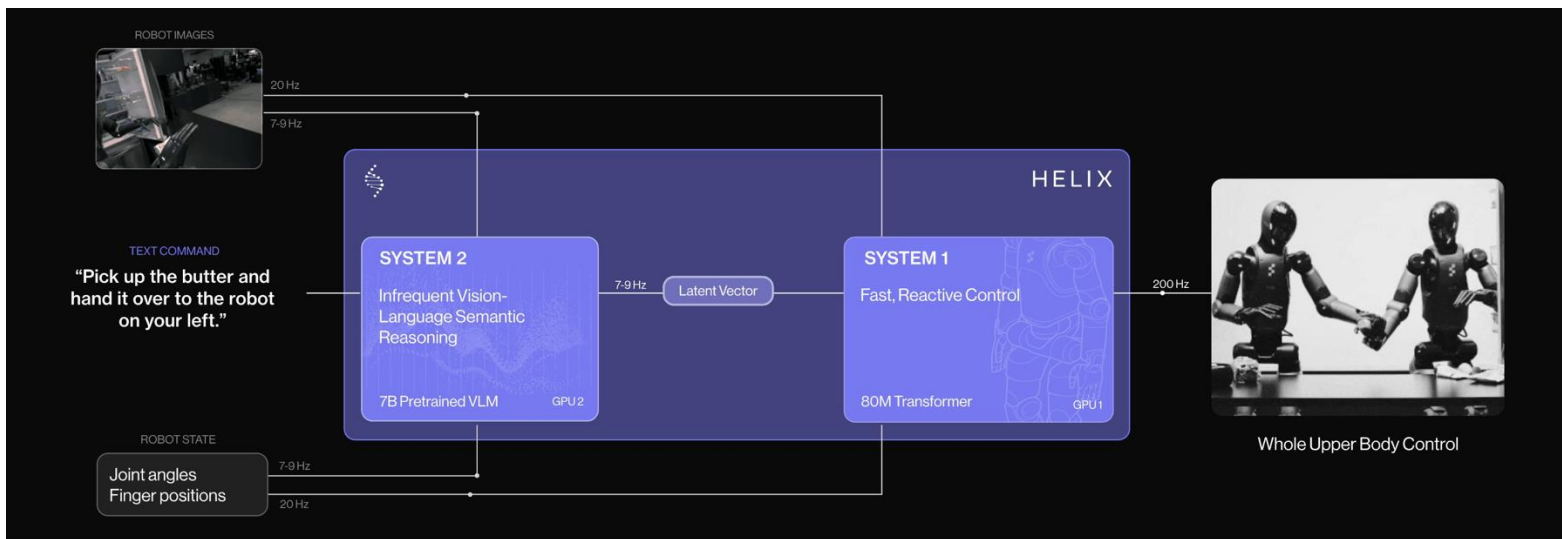 ROBOT IMAGES
20 Hz
7-9 Hz
HELIX
TEXT COMMAND
“Pick up the butter and
hand it over to the robot
on your left.”
SYSTEM 2
Infrequent Vision-
Language Semantic
Reasoning
7B Pretrained VLM
GPU 2
7-9 Hz
Latent Vector
SYSTEM 1
Fast, Reactive Control
80M Transformer
GPU 1
200 Hz
Whole Upper Body Control
ROBOT STATE
Joint angles
Finger positions
7-9 Hz
20 Hz